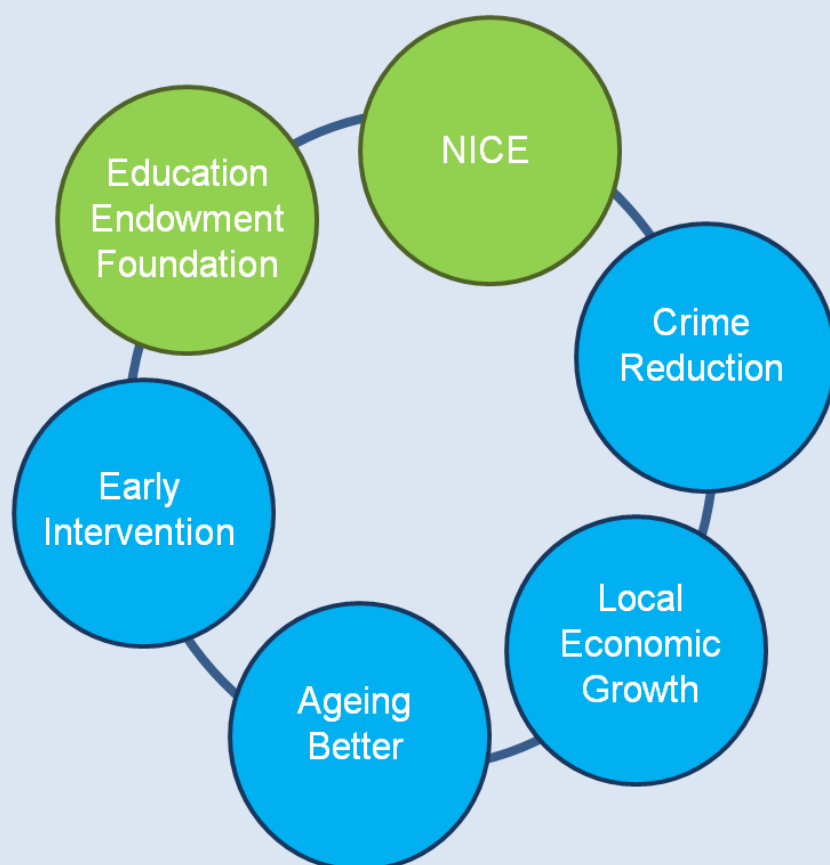 NICE
Education
Endowment
Foundation
Crime
Reduction
Early
Intervention
Local
Economic
Growth
Ageing
Better